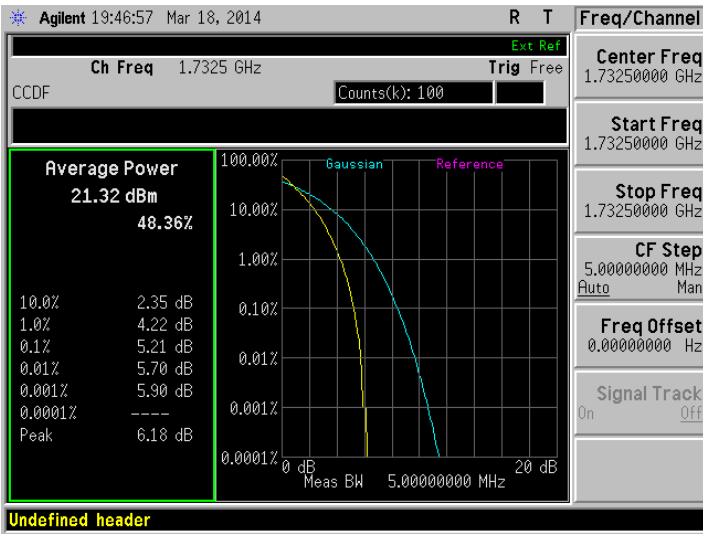 Agilent 19:46:57 Mar 18, 2014 R T
Ext Ref
Ch Freq 1.7325 GHz Trig Free
CCDF Counts(k): 100
Average Power
21.32 dBm
48.36%
10.0% 2.35 dB
1.0% 4.22 dB
0.1% 5.21 dB
0.01% 5.70 dB
0.001% 5.90 dB
0.0001% ----
Peak 6.18 dB
Gaussian Reference
100.00%
10.00%
1.00%
0.10%
0.01%
0.001%
0.0001%
0 dB 20 dB
Meas BW 5.00000000 MHz
Freq/Channel
Center Freq
1.73250000 GHz
Start Freq
1.73250000 GHz
Stop Freq
1.73250000 GHz
CF Step
5.00000000 MHz
Auto Man
Freq Offset
0.00000000 Hz
Signal Track
On Off
Undefined header